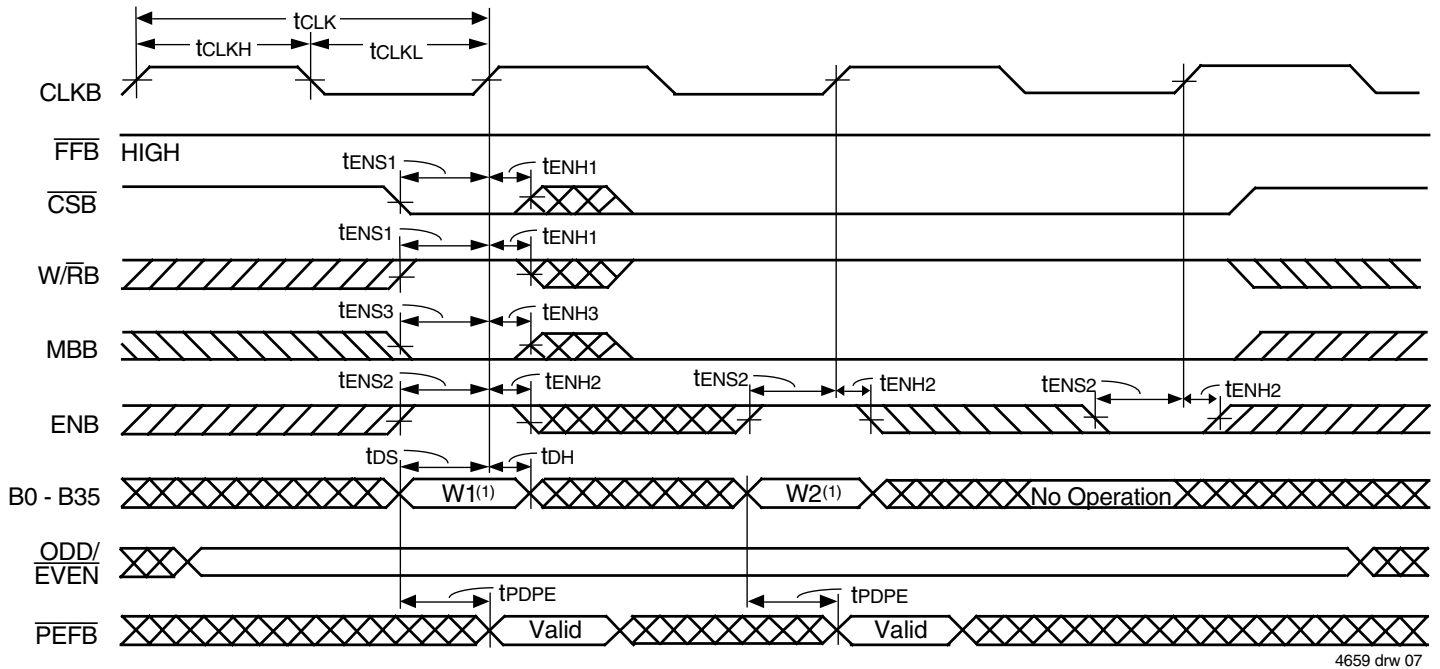 tCLK
tCLKH tCLKL
CLKB
FFB HIGH
tENS1 tENH1
CSB
tENS1 tENH1
W/RB
tENS3 tENH3
MBB
tENS2 tENH2 tENS2 tENH2 tENS2 tENH2
ENB
tDS tDH
B0 - B35 W1(1) W2(1) No Operation
ODD/
EVEN
tPDPE tPDPE
PEFB Valid Valid
4659 drw 07